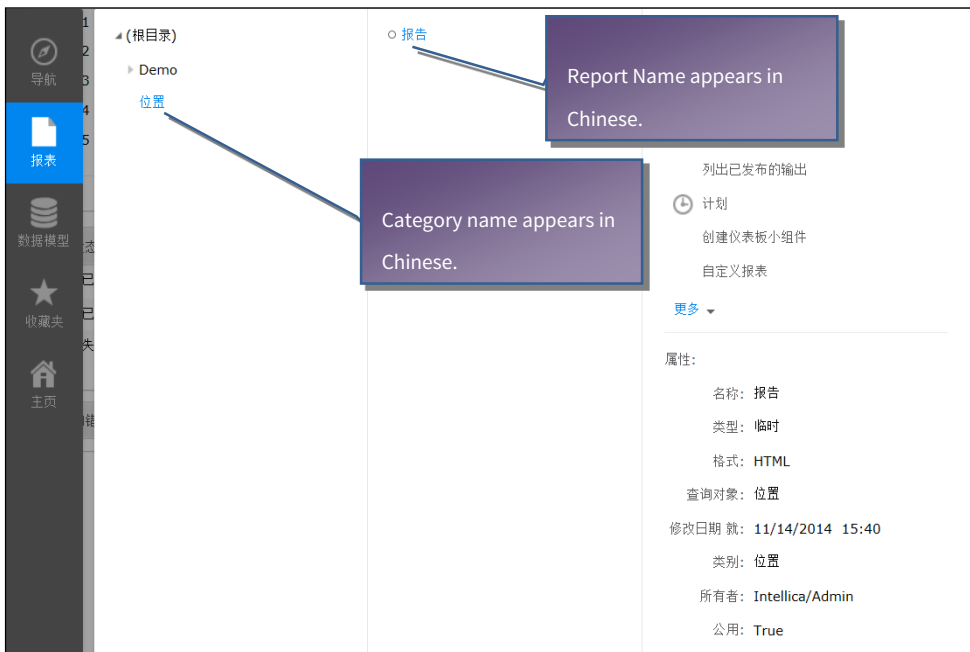 导航
报表
数据模型
收藏夹
主页
1
2
3
4
5
态
已
已
失
错
(根目录)
Demo
位置
报告
Report Name appears in
Chinese.
Category name appears in
Chinese.
列出已发布的输出
计划
创建仪表板小组件
自定义报表
更多
属性:
名称: 报告
类型: 临时
格式: HTML
查询对象: 位置
修改日期 就: 11/14/2014 15:40
类别: 位置
所有者: Intellica/Admin
公用: True